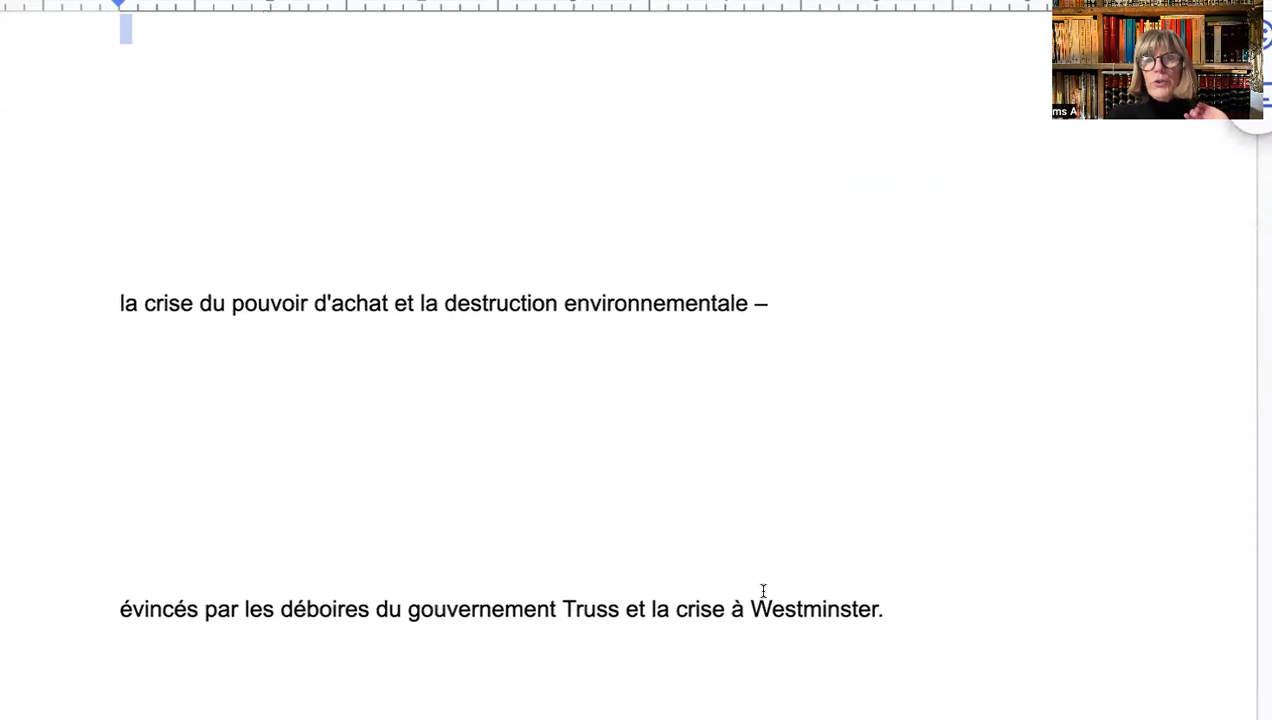 ms A
la crise du pouvoir d'achat et la destruction environnementale –
évincés par les déboires du gouvernement Truss et la crise à Westminster.